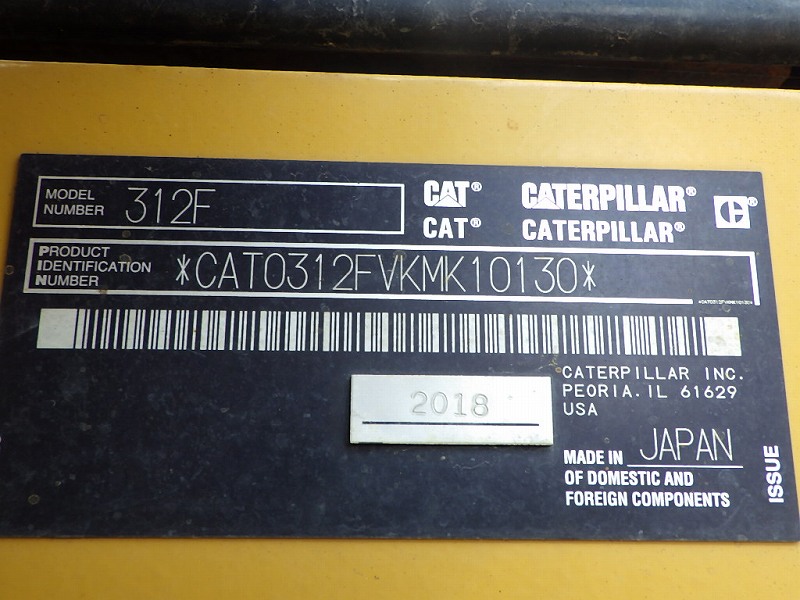 MODEL NUMBER 312F
CAT® CATERPILLAR®
CAT® CATERPILLAR®
PRODUCT IDENTIFICATION NUMBER *CAT0312FVKMK10130*
*CAT0312FVKMK10130*
2018
CATERPILLAR INC.
PEORIA. IL 61629
USA
MADE IN JAPAN
OF DOMESTIC AND
FOREIGN COMPONENTS
ISSUE